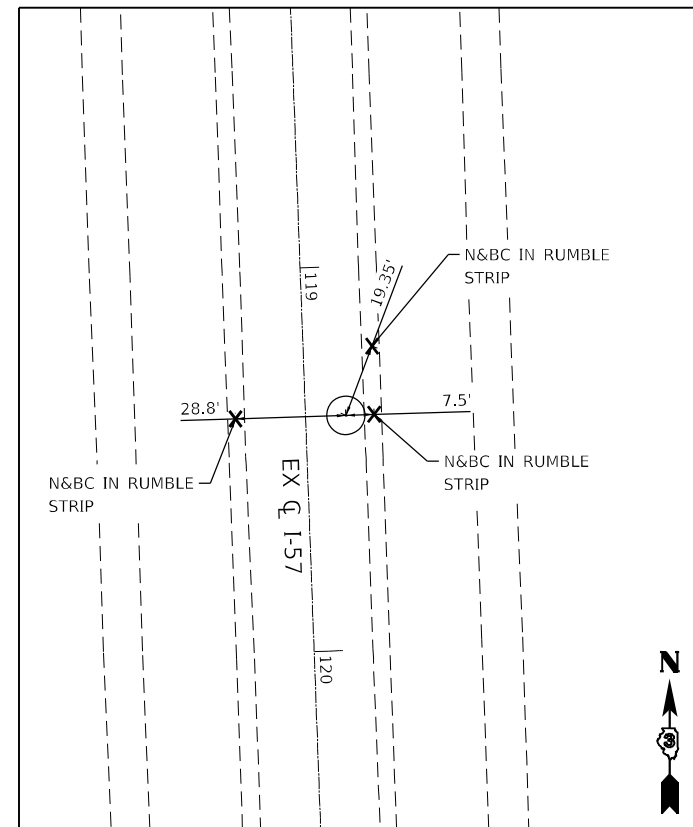 119
N&BC IN RUMBLE
STRIP
19.35'
28.8'
7.5'
N&BC IN RUMBLE
STRIP
N&BC IN RUMBLE
STRIP
EX ℄ I-57
120
N
3